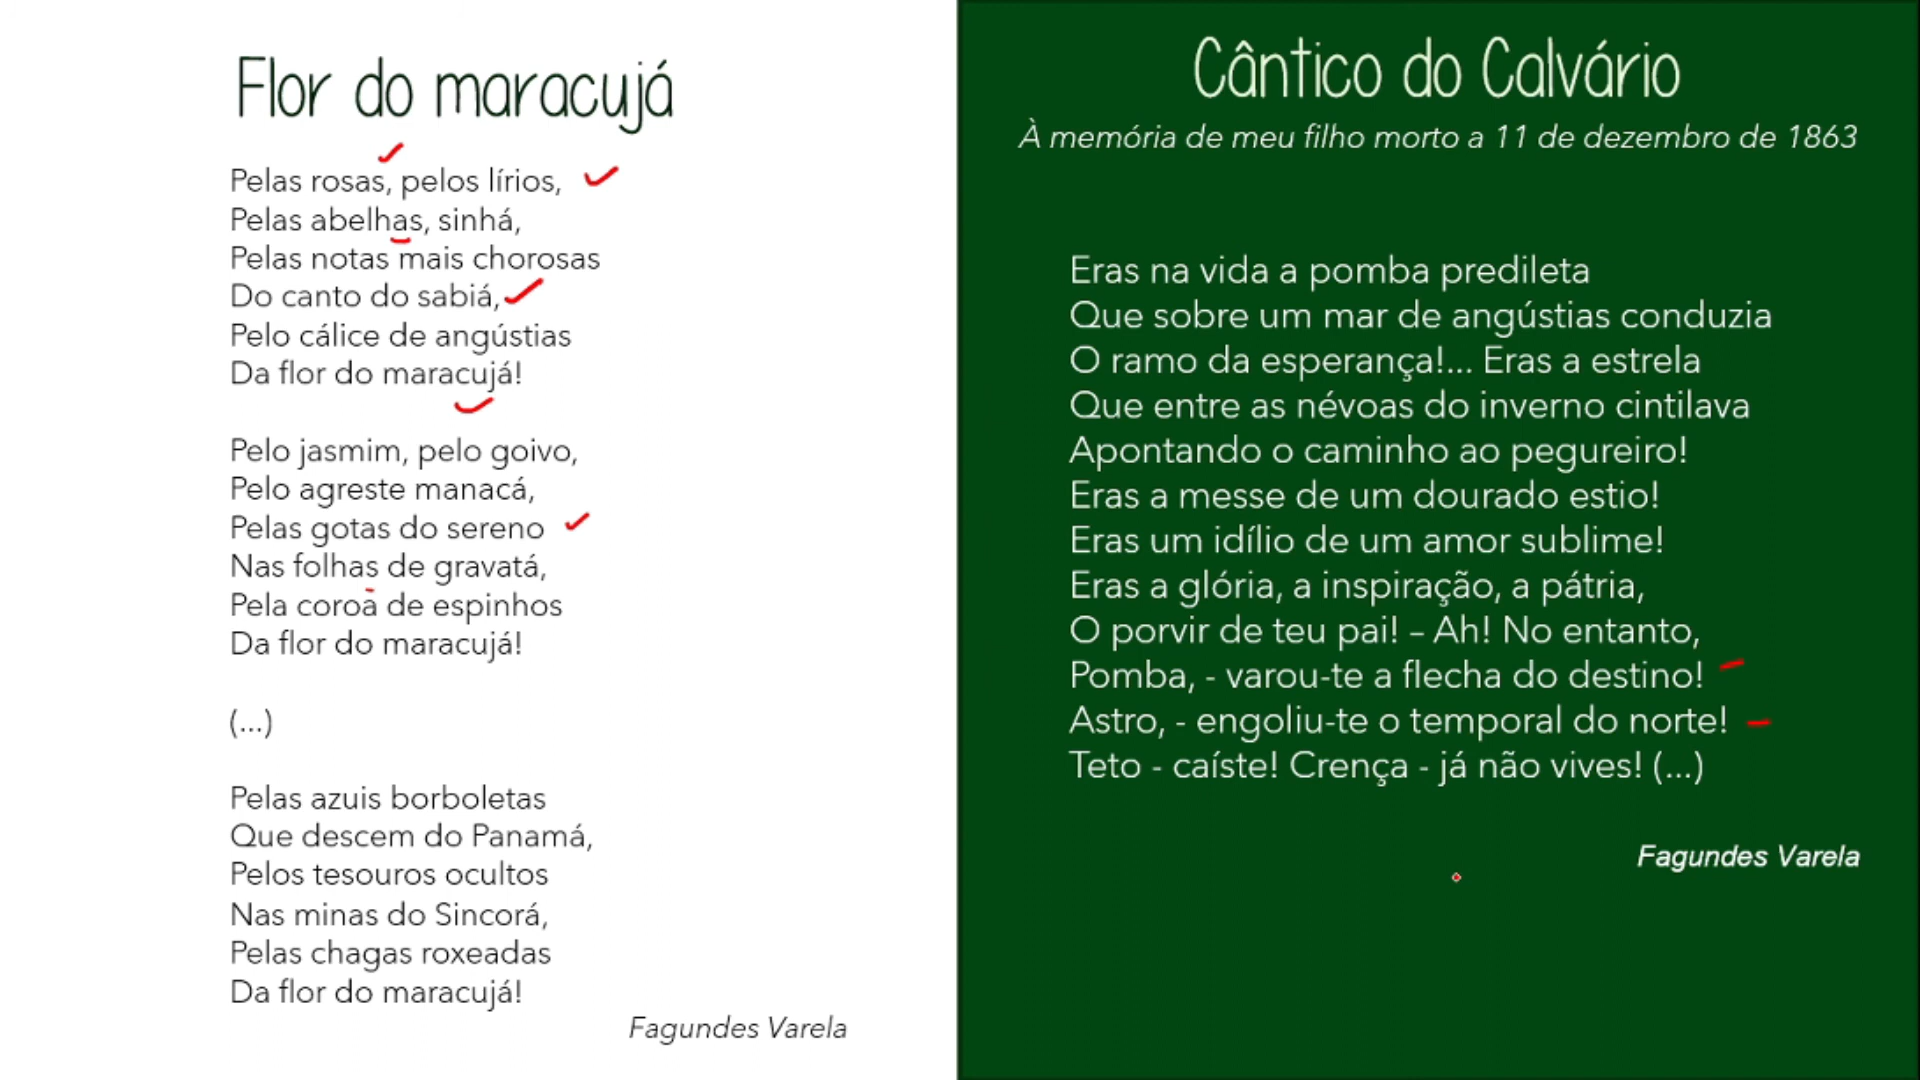 Flor do maracujá
Pelas rosas, pelos lírios,
Pelas abelhas, sinhá,
Pelas notas mais chorosas
Do canto do sabiá,
Pelo cálice de angústias
Da flor do maracujá!
Pelo jasmim, pelo goivo,
Pelo agreste manacá,
Pelas gotas do sereno
Nas folhas de gravatá,
Pela coroa de espinhos
Da flor do maracujá!
(...)
Pelas azuis borboletas
Que descem do Panamá,
Pelos tesouros ocultos
Nas minas do Sincorá,
Pelas chagas roxeadas
Da flor do maracujá!
Fagundes Varela
Cântico do Calvário
À memória de meu filho morto a 11 de dezembro de 1863
Eras na vida a pomba predileta
Que sobre um mar de angústias conduzia
O ramo da esperança!... Eras a estrela
Que entre as névoas do inverno cintilava
Apontando o caminho ao pegureiro!
Eras a messe de um dourado estio!
Eras um idílio de um amor sublime!
Eras a glória, a inspiração, a pátria,
O porvir de teu pai! – Ah! No entanto,
Pomba, - varou-te a flecha do destino!
Astro, - engoliu-te o temporal do norte!
Teto - caíste! Crença - já não vives! (...)
Fagundes Varela